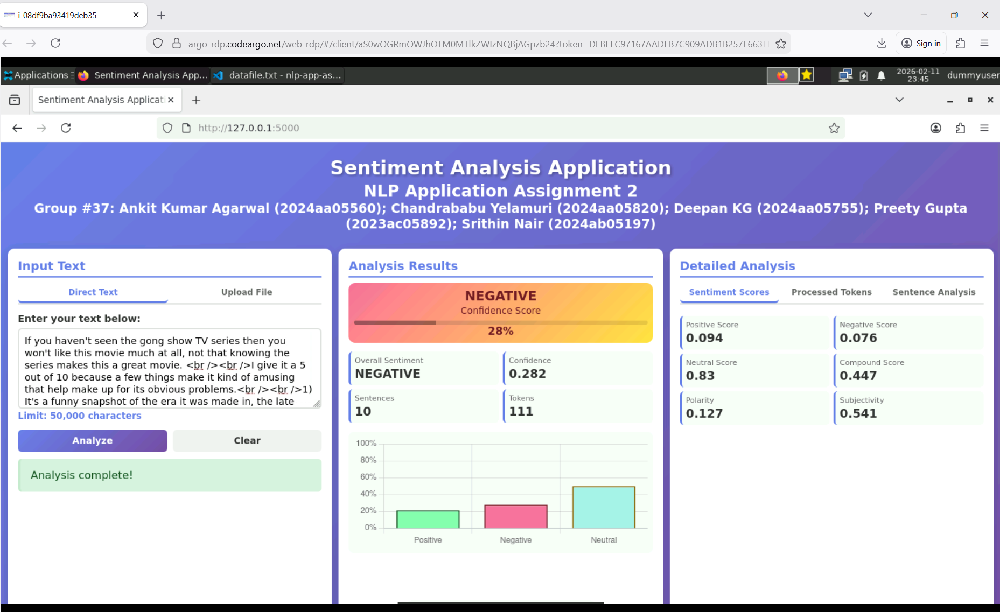 i-08df9ba93419deb35
argo-rdp.codeargo.net/web-rdp/#/client/aS0wOGRmOWJhOTM0MTlkZWIzNQBjAGpzb24?token=DEBEFC97167AADEB7C909ADB1B257E663E
Sign in
Applications
Sentiment Analysis App...
datafile.txt - nlp-app-as...
2026-02-11
23:45
dummyuser
Sentiment Analysis Applicati
http://127.0.0.1:5000
Sentiment Analysis Application
NLP Application Assignment 2
Group #37: Ankit Kumar Agarwal (2024aa05560); Chandrababu Yelamuri (2024aa05820); Deepan KG (2024aa05755); Preety Gupta
(2023ac05892); Srithin Nair (2024ab05197)
Input Text
Direct Text
Upload File
Enter your text below:
If you haven't seen the gong show TV series then you
won't like this movie much at all, not that knowing the
series makes this a great movie. <br /><br />I give it a 5
out of 10 because a few things make it kind of amusing
that help make up for its obvious problems.<br /><br />1)
It's a funny snapshot of the era it was made in, the late
Limit: 50,000 characters
Analyze
Clear
Analysis complete!
Analysis Results
NEGATIVE
Confidence Score
28%
Overall Sentiment
NEGATIVE
Confidence
0.282
Sentences
10
Tokens
111
100%
80%
60%
40%
20%
0%
Positive
Negative
Neutral
Detailed Analysis
Sentiment Scores
Processed Tokens
Sentence Analysis
Positive Score
0.094
Negative Score
0.076
Neutral Score
0.83
Compound Score
0.447
Polarity
0.127
Subjectivity
0.541